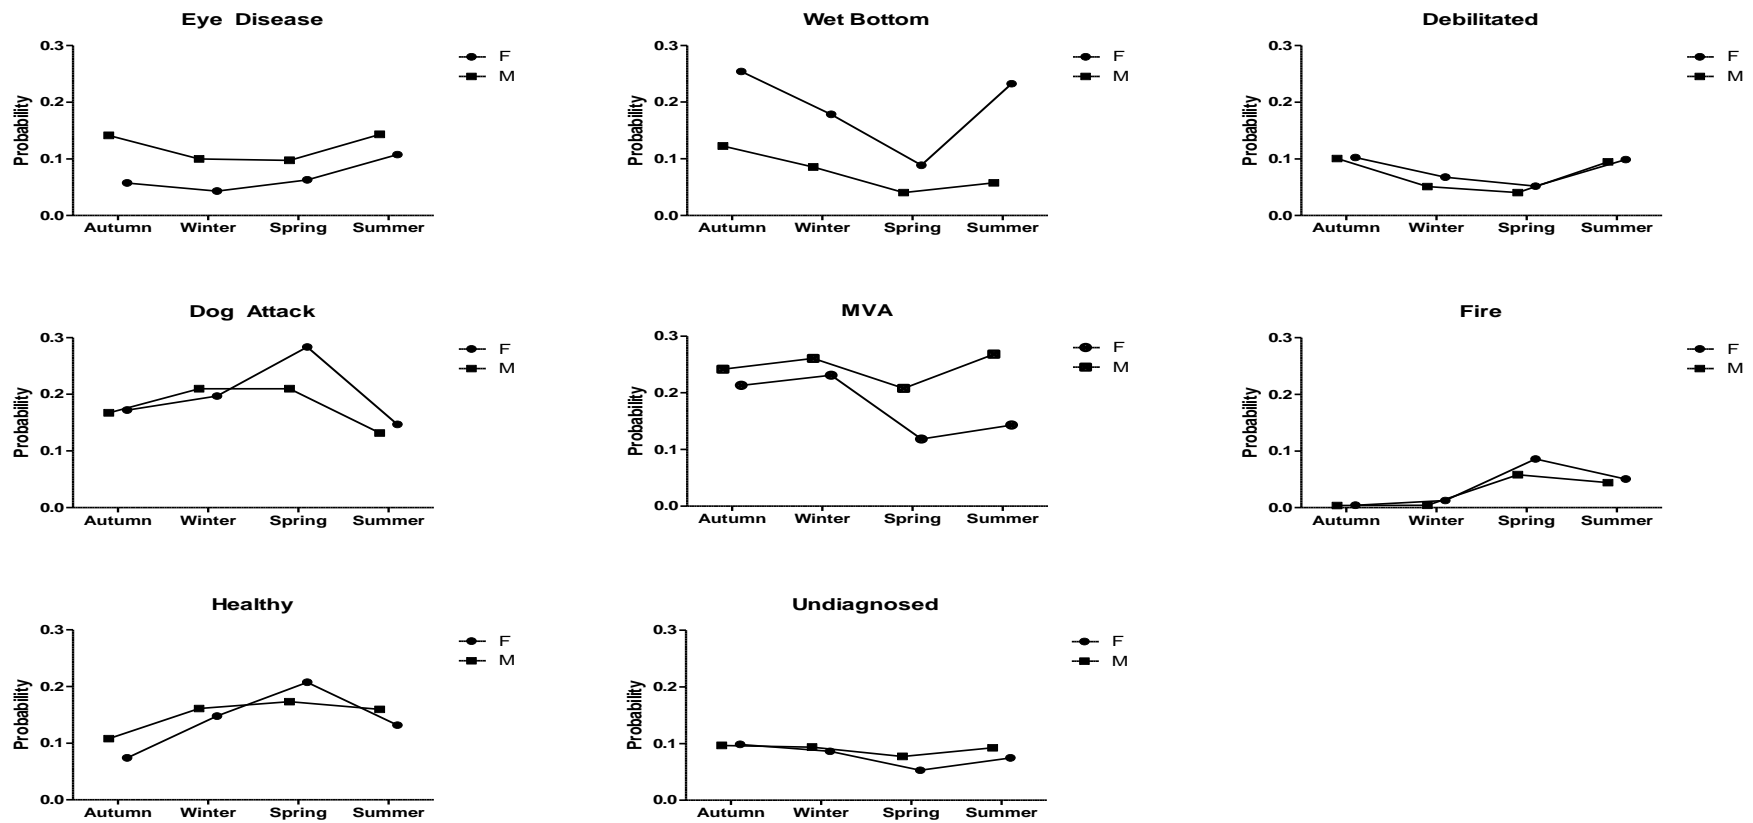 Eye Disease
0.3
0.2
0.1
0.0
Probability
Autumn Winter Spring Summer
F
M
Wet Bottom
0.3
0.2
0.1
0.0
Probability
Autumn Winter Spring Summer
F
M
Debilitated
0.3
0.2
0.1
0.0
Probability
Autumn Winter Spring Summer
F
M
Dog Attack
0.3
0.2
0.1
0.0
Probability
Autumn Winter Spring Summer
F
M
MVA
0.3
0.2
0.1
0.0
Probability
Autumn Winter Spring Summer
F
M
Fire
0.3
0.2
0.1
0.0
Probability
Autumn Winter Spring Summer
F
M
Healthy
0.3
0.2
0.1
0.0
Probability
Autumn Winter Spring Summer
F
M
Undiagnosed
0.3
0.2
0.1
0.0
Probability
Autumn Winter Spring Summer
F
M